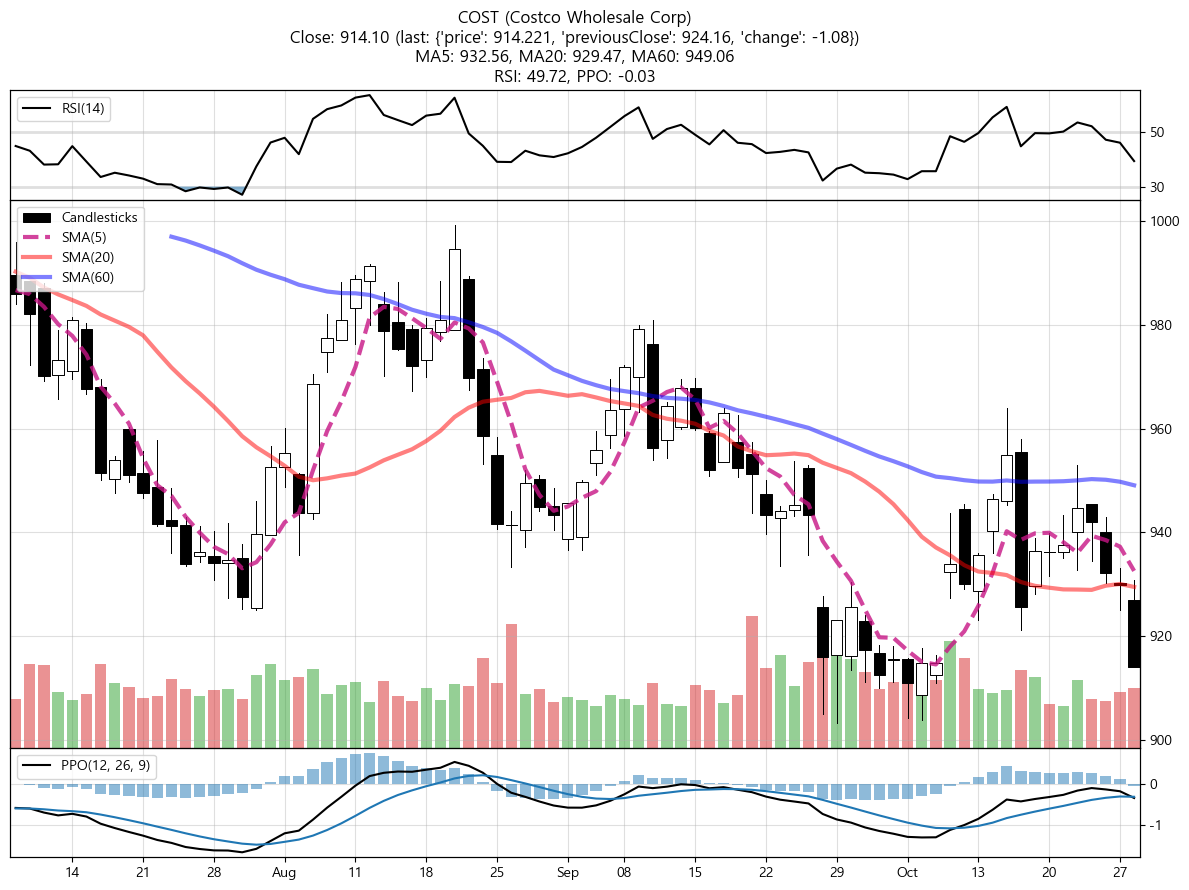 COST (Costco Wholesale Corp)
Close: 914.10 (last: {'price': 914.221, 'previousClose': 924.16, 'change': -1.08})
MA5: 932.56, MA20: 929.47, MA60: 949.06
RSI: 49.72, PPO: -0.03
RSI(14)
50
30
Candlesticks
SMA(5)
SMA(20)
SMA(60)
1000
980
960
940
920
900
PPO(12, 26, 9)
0
-1
14 21 28 Aug 11 18 25 Sep 08 15 22 29 Oct 13 20 27